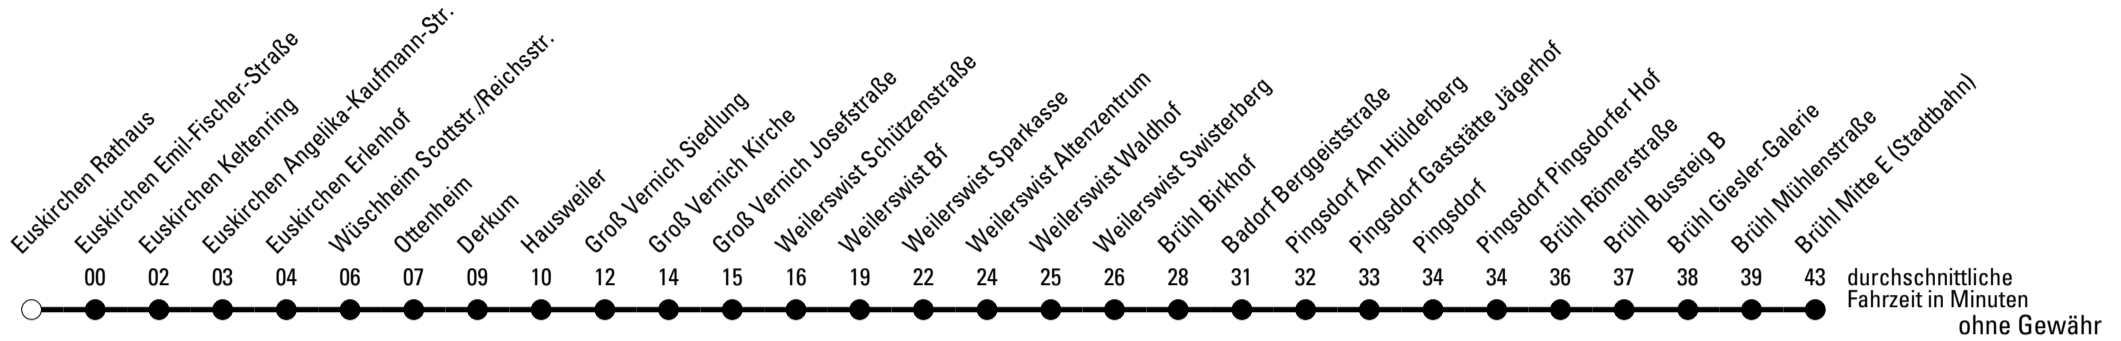 Euskirchen Rathaus
Euskirchen Emil-Fischer-Straße
Euskirchen Keltenring
Euskirchen Angelika-Kaufmann-Str.
Euskirchen Erlenhof
Wüschheim Scottstr./Reichsstr.
Ottenheim
Derkum
Hausweiler
Groß Vernich Siedlung
Groß Vernich Kirche
Groß Vernich Josefstraße
Weilerswist Schützenstraße
Weilerswist Bf
Weilerswist Sparkasse
Weilerswist Altenzentrum
Weilerswist Waldhof
Weilerswist Swisterberg
Brühl Birkhof
Badorf Berggeiststraße
Pingsdorf Am Hülderberg
Pingsdorf Gaststätte Jägerhof
Pingsdorf
Pingsdorf Pingsdorfer Hof
Brühl Römerstraße
Brühl Bussteig B
Brühl Giesler-Galerie
Brühl Mühlenstraße
Brühl Mitte E (Stadtbahn)
00 02 03 04 06 07 09 10 12 14 15 16 19 22 24 25 26 28 31 32 33 34 34 36 37 38 39 43
durchschnittliche
Fahrzeit in Minuten
ohne Gewähr